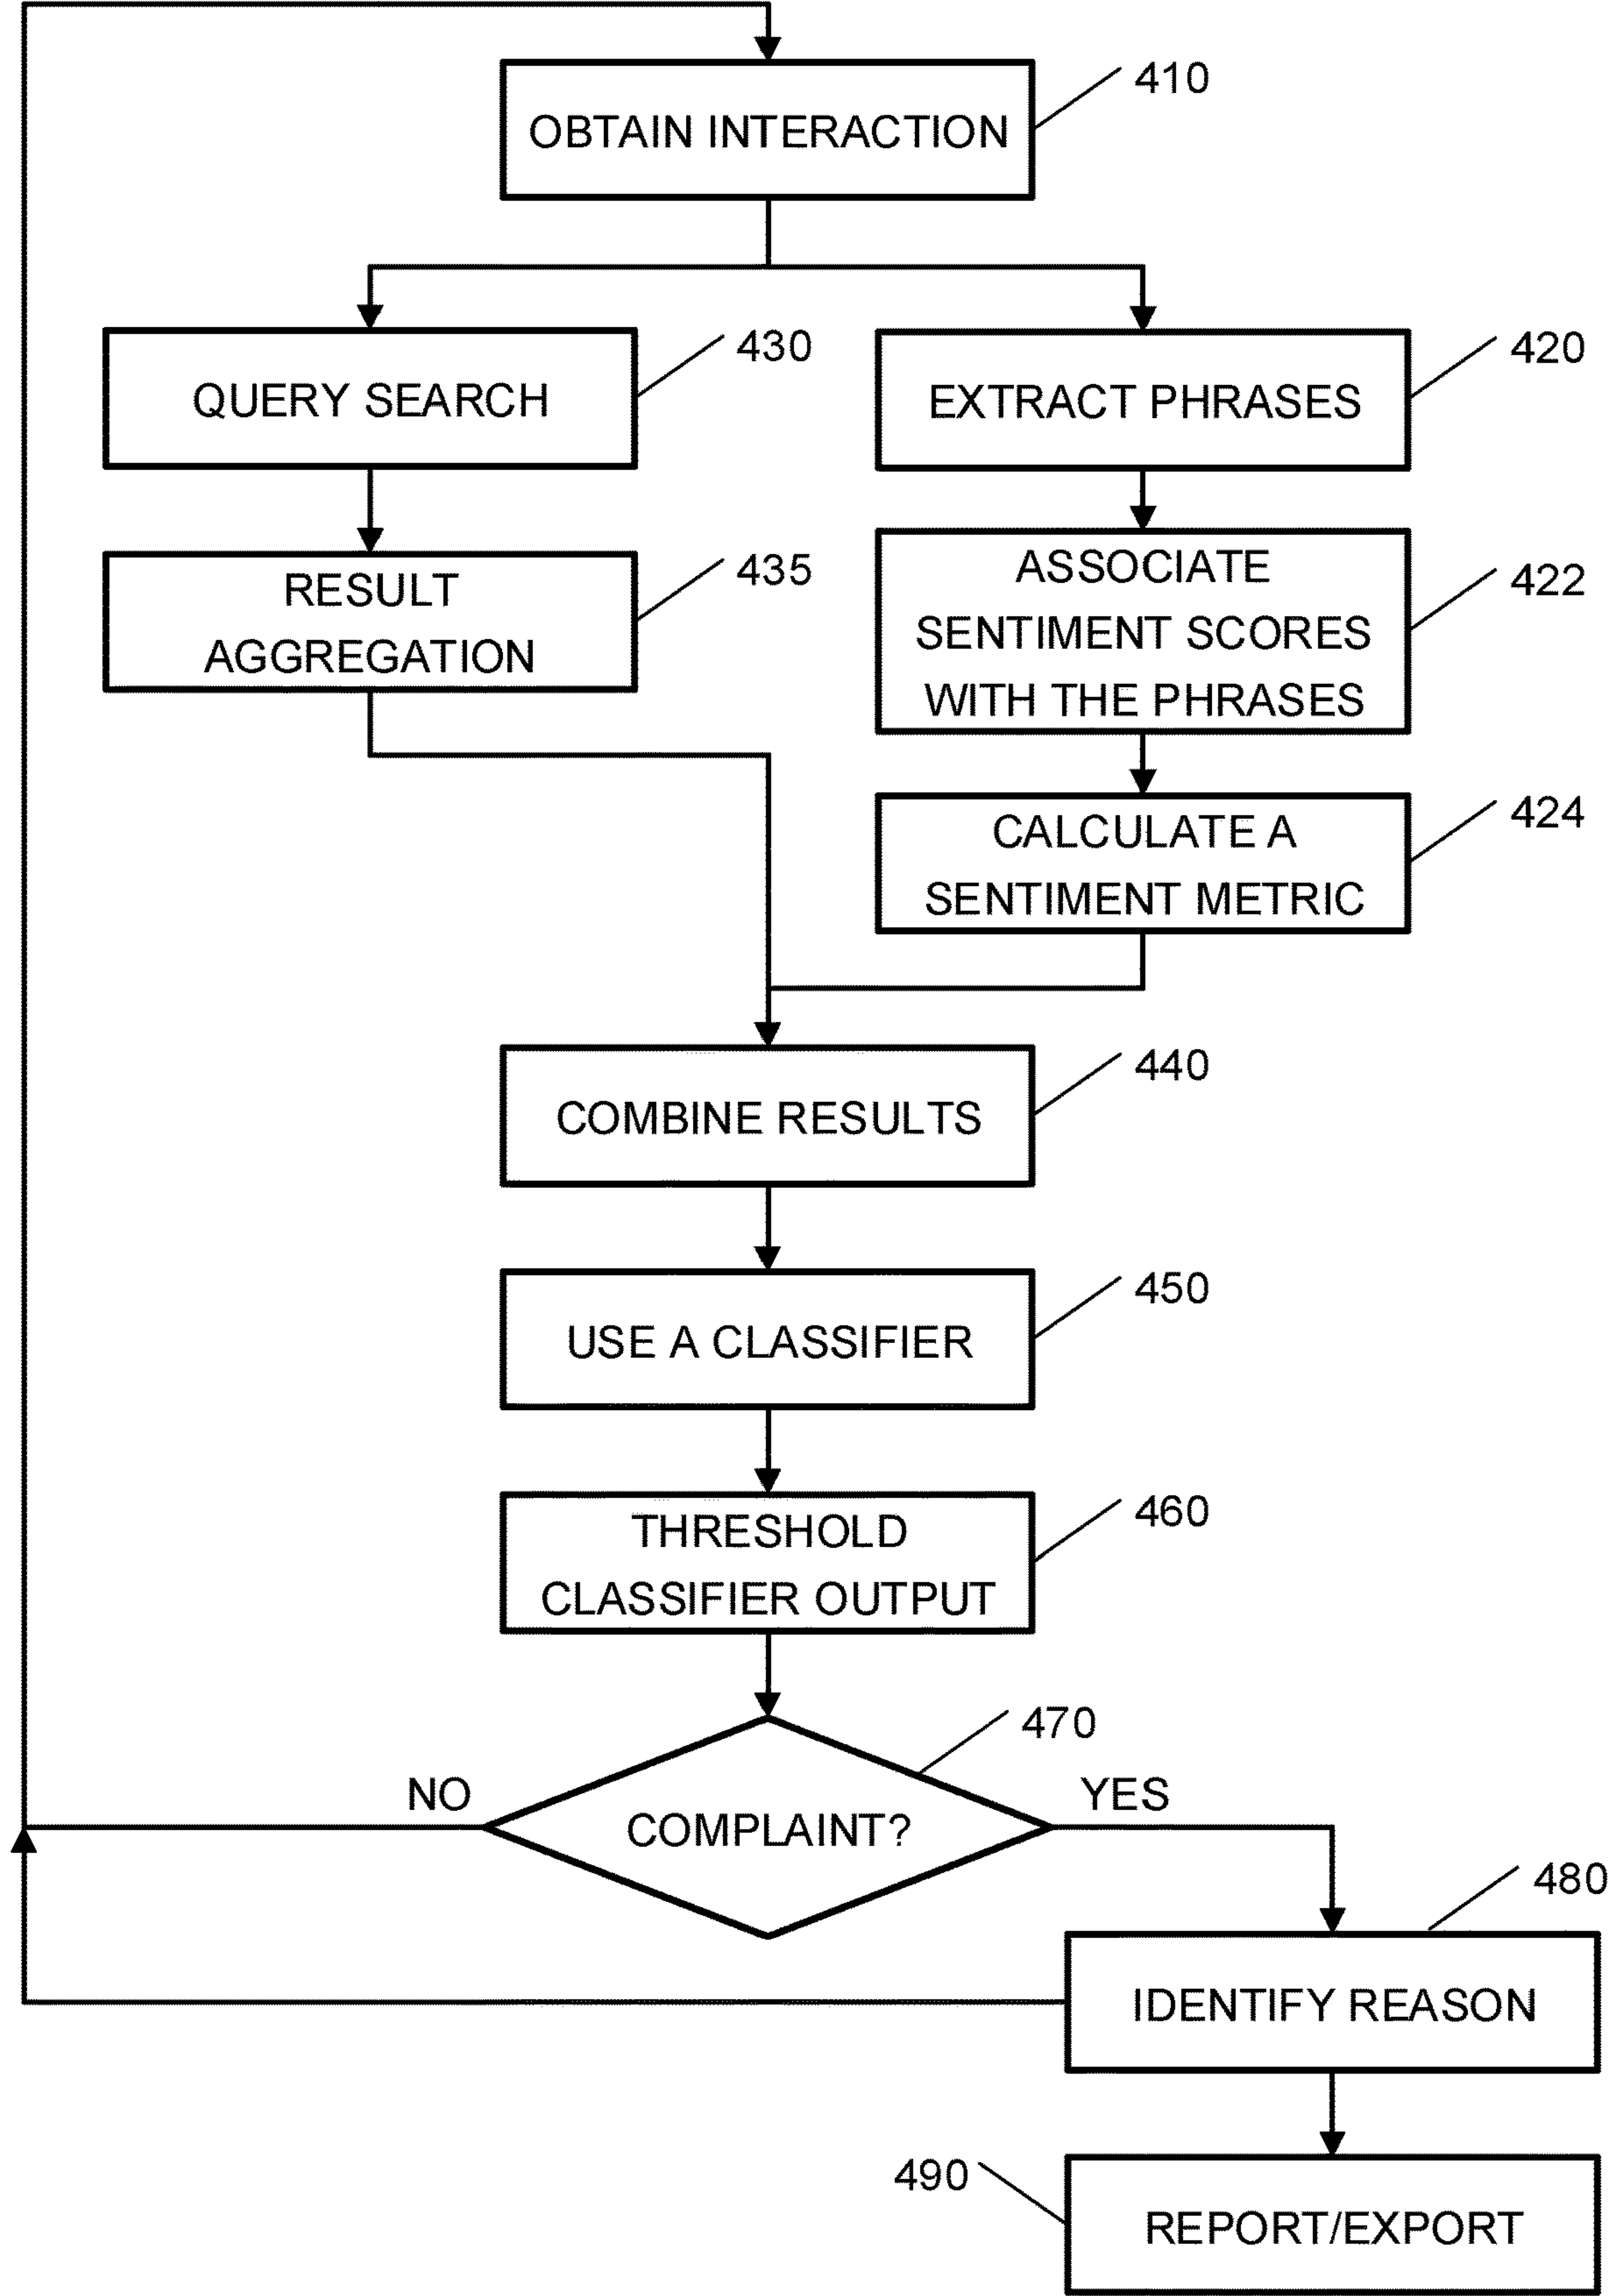 OBTAIN INTERACTION
410
QUERY SEARCH
430
EXTRACT PHRASES
420
RESULT
AGGREGATION
435
ASSOCIATE
SENTIMENT SCORES
WITH THE PHRASES
422
CALCULATE A
SENTIMENT METRIC
424
COMBINE RESULTS
440
USE A CLASSIFIER
450
THRESHOLD
CLASSIFIER OUTPUT
460
470
NO
COMPLAINT?
YES
480
IDENTIFY REASON
490
REPORT/EXPORT